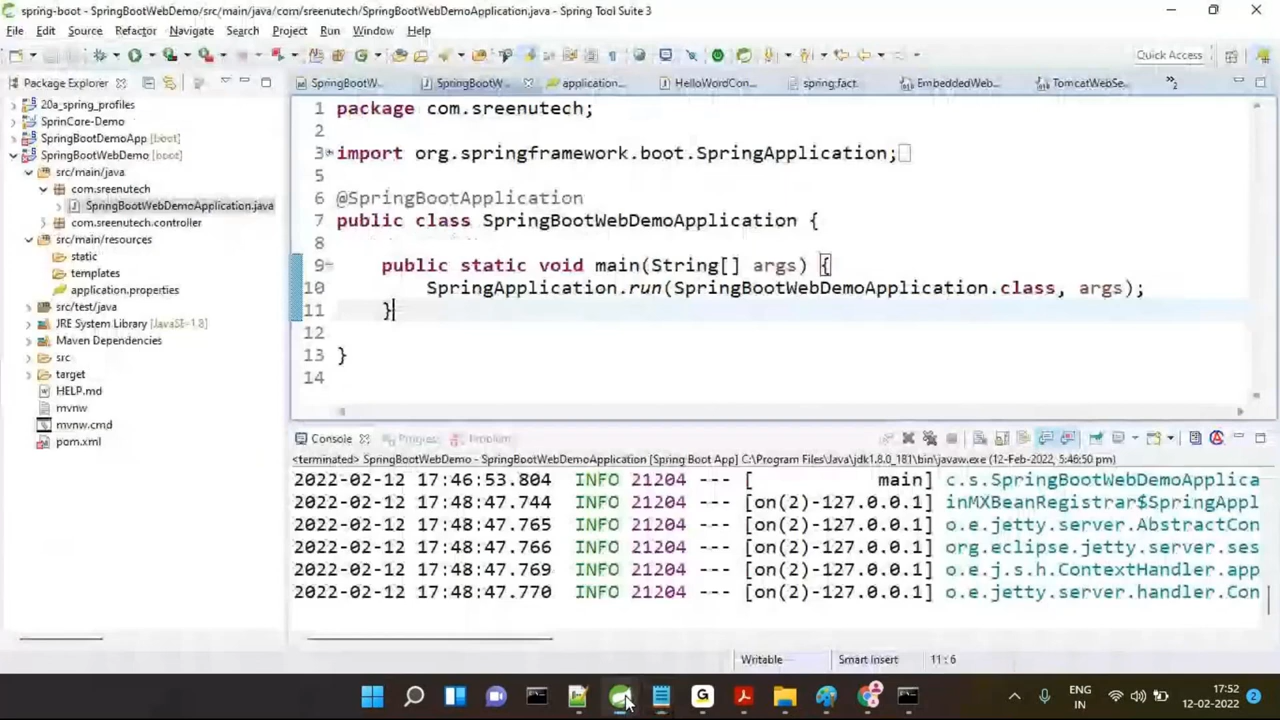 spring-boot - SpringBootWebDemo/src/main/java/com/sreenutech/SpringBootWebDemoApplication.java - Spring Tool Suite 3
File Edit Source Refactor Navigate Search Project Run Window Help
Quick Access
Package Explorer
SpringBootW...
SpringBootW...
application...
HelloWordCon...
spring.fact...
EmbeddedWeb...
TomcatWebSe...
20a_spring_profiles
SprinCore-Demo
SpringBootDemoApp [boot]
SpringBootWebDemo [boot]
src/main/java
com.sreenutech
SpringBootWebDemoApplication.java
com.sreenutech.controller
src/main/resources
static
templates
application.properties
src/test/java
JRE System Library [JavaSE-1.8]
Maven Dependencies
src
target
HELP.md
mvnw
mvnw.cmd
pom.xml
1 package com.sreenutech;
2
3 import org.springframework.boot.SpringApplication;
5
6 @SpringBootApplication
7 public class SpringBootWebDemoApplication {
8
9 public static void main(String[] args) {
10 SpringApplication.run(SpringBootWebDemoApplication.class, args);
11 }
12
13 }
14
Console Progress Problems
<terminated> SpringBootWebDemo - SpringBootWebDemoApplication [Spring Boot App] C:\Program Files\Java\jdk1.8.0_181\bin\javaw.exe (12-Feb-2022, 5:46:50 pm)
2022-02-12 17:46:53.804 INFO 21204 --- [ main] c.s.SpringBootWebDemoApplica
2022-02-12 17:48:47.744 INFO 21204 --- [on(2)-127.0.0.1] inMXBeanRegistrar$SpringAppl
2022-02-12 17:48:47.765 INFO 21204 --- [on(2)-127.0.0.1] o.e.jetty.server.AbstractCon
2022-02-12 17:48:47.766 INFO 21204 --- [on(2)-127.0.0.1] org.eclipse.jetty.server.ses
2022-02-12 17:48:47.769 INFO 21204 --- [on(2)-127.0.0.1] o.e.j.s.h.ContextHandler.app
2022-02-12 17:48:47.770 INFO 21204 --- [on(2)-127.0.0.1] o.e.jetty.server.handler.Con
Writable Smart Insert 11 : 6
ENG
IN
17:52
12-02-2022
2